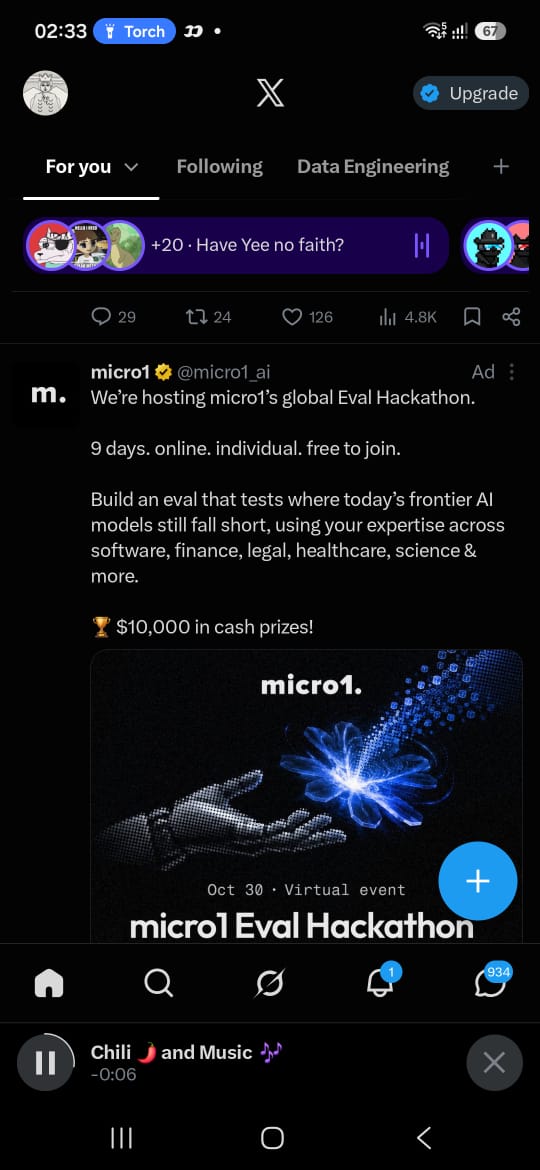 02:33 Torch 67
Upgrade
For you Following Data Engineering
+20 · Have Yee no faith?
29 24 126 4.8K
micro1 @micro1_ai Ad
m.
We're hosting micro1's global Eval Hackathon.
9 days. online. individual. free to join.
Build an eval that tests where today's frontier AI
models still fall short, using your expertise across
software, finance, legal, healthcare, science &
more.
🏆 $10,000 in cash prizes!
micro1.
Oct 30 · Virtual event
micro1 Eval Hackathon
1
934
Chili 🌶️ and Music 🎶
-0:06